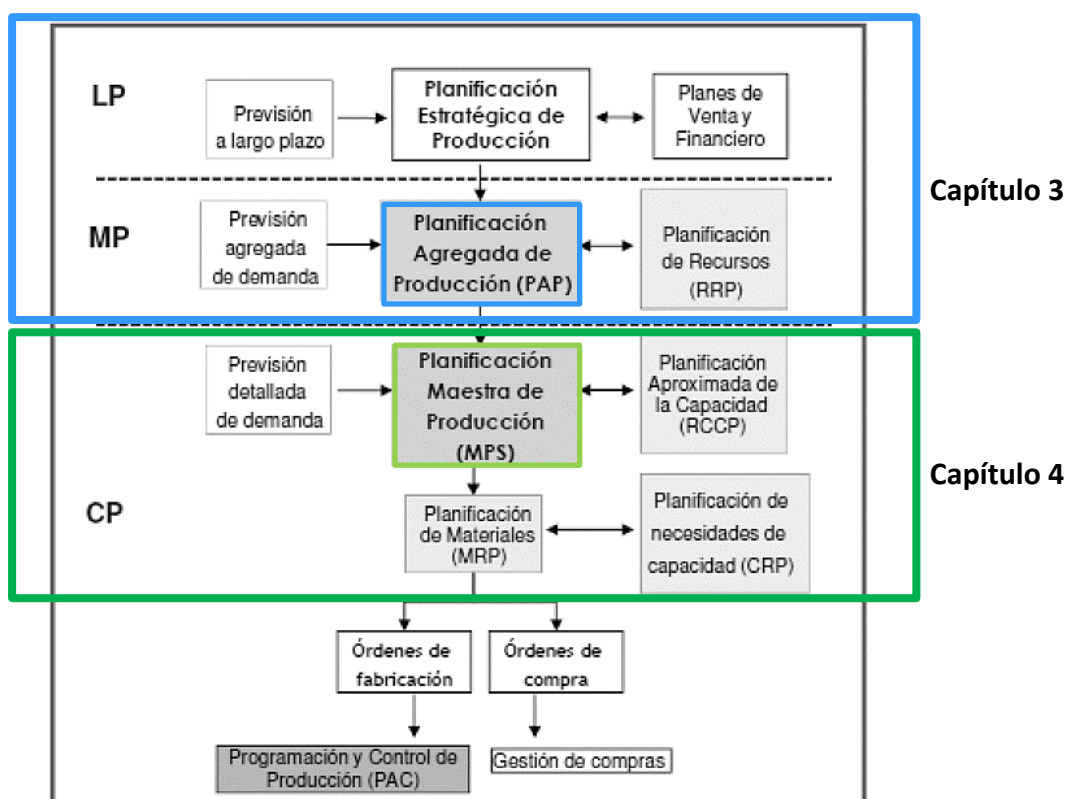 LP
Previsión
a largo plazo
Planificación
Estratégica de
Producción
Planes de
Venta y
Financiero
Capítulo 3
MP
Previsión
agregada
de demanda
Planificación
Agregada de
Producción (PAP)
Planificación
de Recursos
(RRP)
Previsión
detallada
de demanda
Planificación
Maestra de
Producción
(MPS)
Planificación
Aproximada de
la Capacidad
(RCCP)
Capítulo 4
CP
Planificación
de Materiales
(MRP)
Planificación de
necesidades de
capacidad (CRP)
Órdenes de
fabricación
Órdenes de
compra
Programación y Control de
Producción (PAC)
Gestión de compras